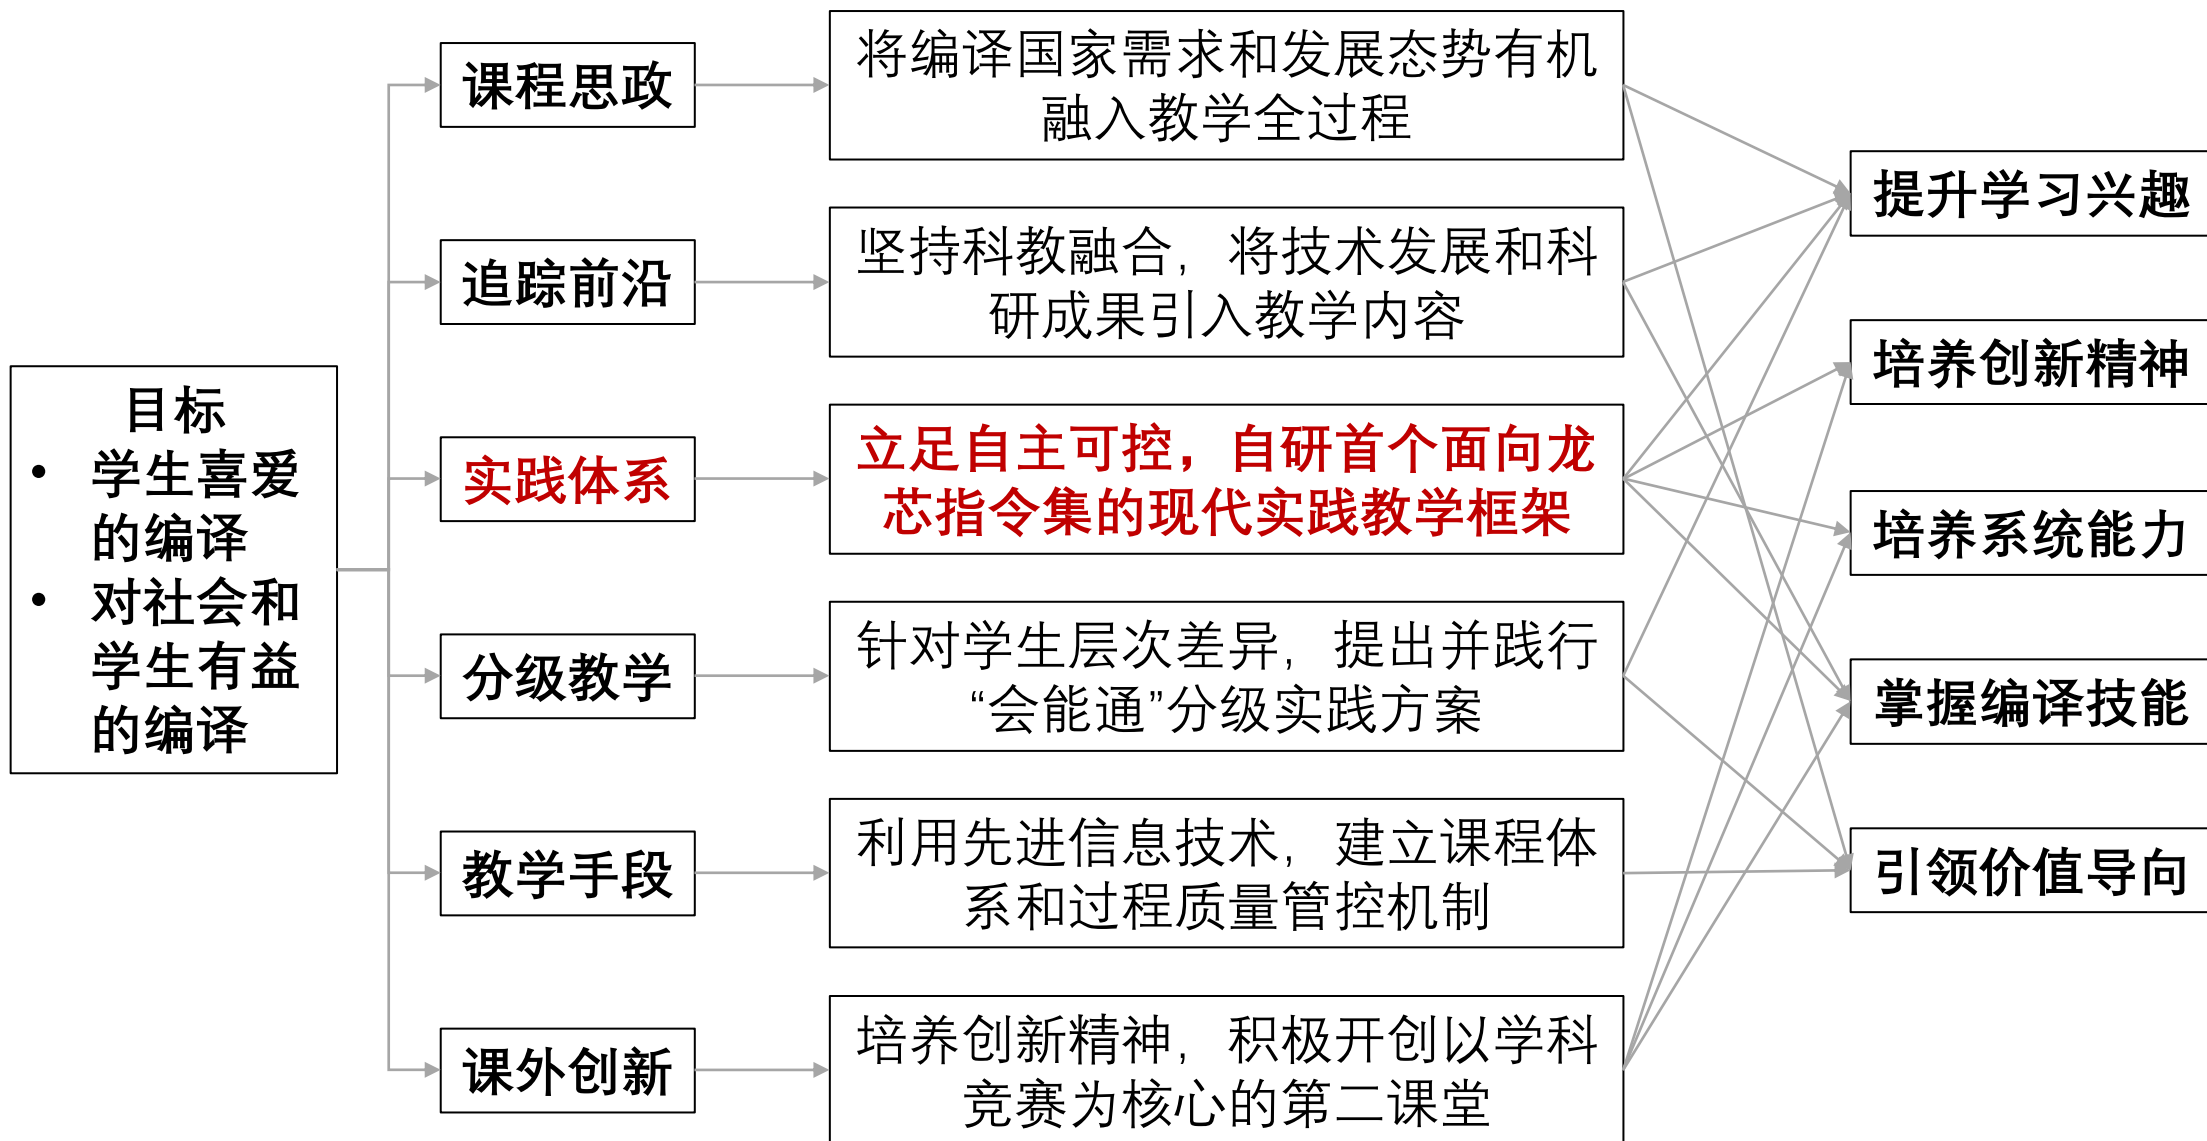 目标
• 学生喜爱
的编译
• 对社会和
学生有益
的编译
课程思政
追踪前沿
实践体系
分级教学
教学手段
课外创新
将编译国家需求和发展态势有机
融入教学全过程
坚持科教融合，将技术发展和科
研成果引入教学内容
立足自主可控，自研首个面向龙
芯指令集的现代实践教学框架
针对学生层次差异，提出并践行
“会能通”分级实践方案
利用先进信息技术，建立课程体
系和过程质量管控机制
培养创新精神，积极开创以学科
竞赛为核心的第二课堂
提升学习兴趣
培养创新精神
培养系统能力
掌握编译技能
引领价值导向